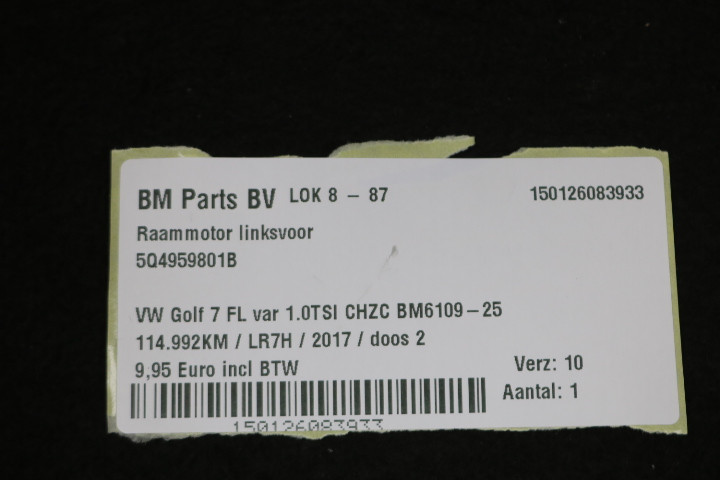 BM Parts BV LOK 8 - 87 150126083933
Raammotor linksvoor
5Q4959801B
VW Golf 7 FL var 1.0TSI CHZC BM6109-25
114.992KM / LR7H / 2017 / doos 2
9,95 Euro incl BTW Verz: 10
Aantal: 1
150126083933